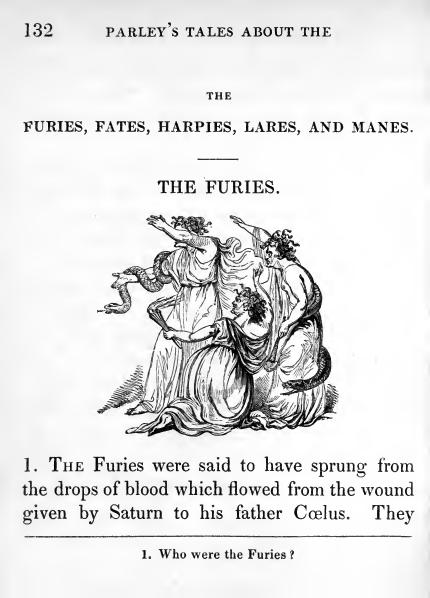 132 PARLEY'S TALES ABOUT THE
THE
FURIES, FATES, HARPIES, LARES, AND MANES.
THE FURIES.
1. THE Furies were said to have sprung from
the drops of blood which flowed from the wound
given by Saturn to his father Cœlus. They
1. Who were the Furies?